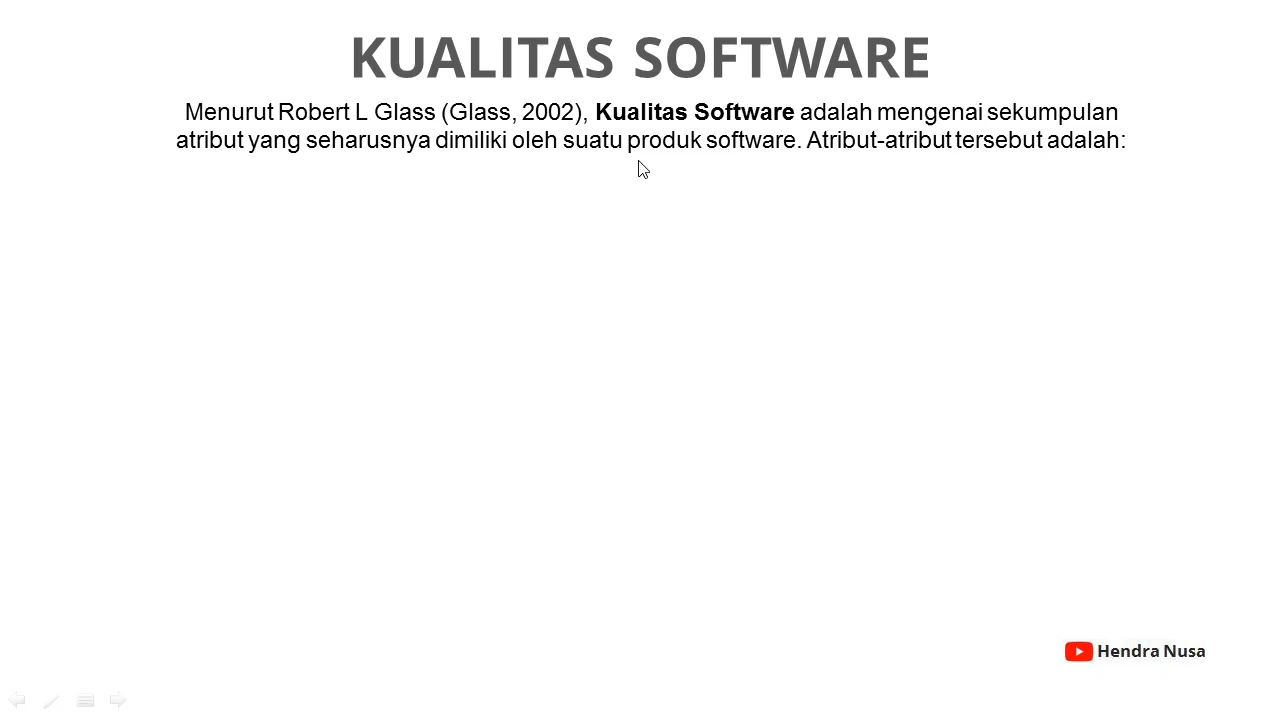 KUALITAS SOFTWARE
Menurut Robert L Glass (Glass, 2002), Kualitas Software adalah mengenai sekumpulan
atribut yang seharusnya dimiliki oleh suatu produk software. Atribut-atribut tersebut adalah:
Hendra Nusa